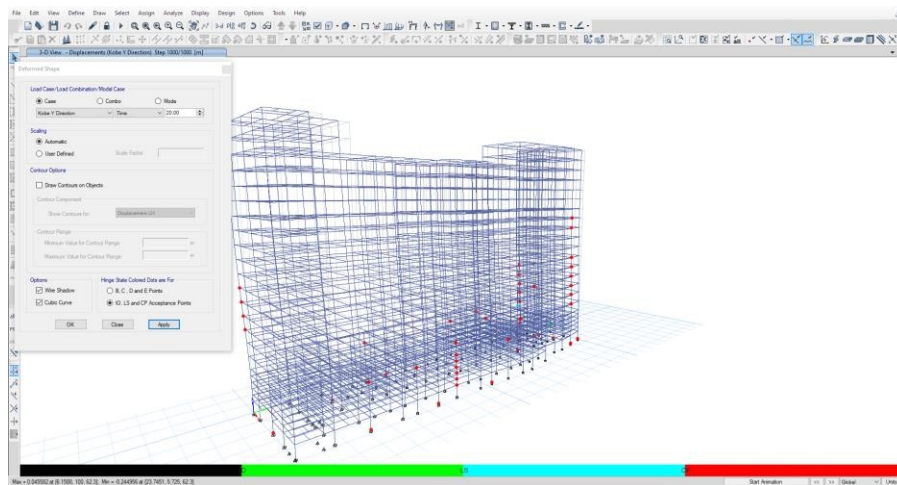 File Edit View Define Draw Select Assign Analyze Display Design Options Tools Help
3-D View - Displacements (Kobe Y Direction) Step 1000/1000 [m]
Deformed Shape
Load Case/Load Combination/Modal Case
Case Combo Mode
Kobe Y Direction Time 20.00
Scaling
Automatic
User Defined Scale Factor
Contour Options
Draw Contours on Objects
Contour Component
Show Contours for
Contour Range
Minimum Value for Contour Range m
Maximum Value for Contour Range m
Options Hinge State Colored Dots are For
Wire Shadow B, C, D and E Points
Cubic Curve IO, LS and CP Acceptance Points
OK Close Apply
Start Animation << >> Global Units